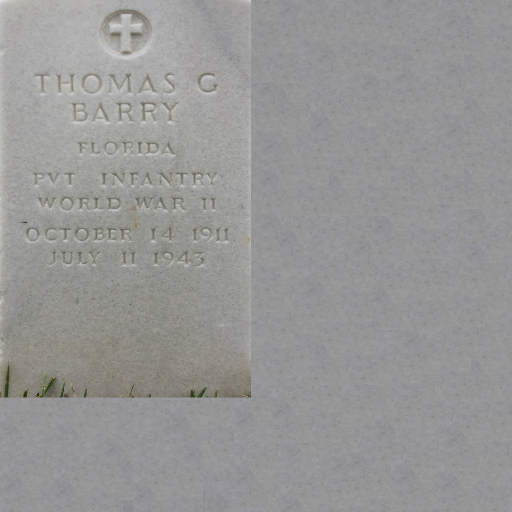 THOMAS G
BARRY
FLORIDA
PVT INFANTRY
WORLD WAR II
OCTOBER 14 1911
JULY 11 1943